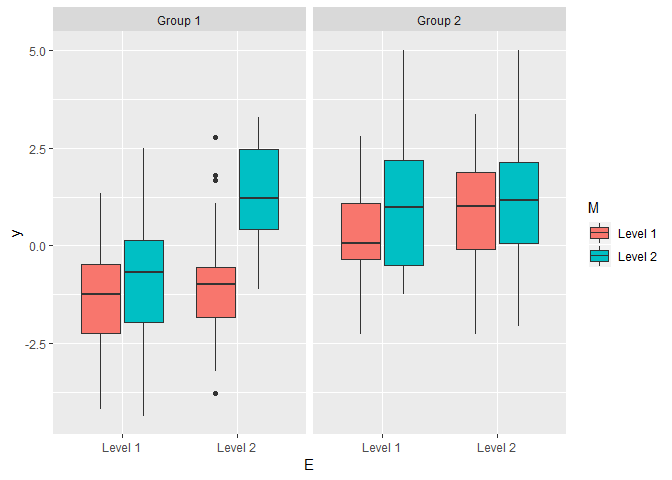 Group 1
Group 2
5.0
2.5
0.0
-2.5
y
Level 1
Level 2
Level 1
Level 2
E
M
Level 1
Level 2